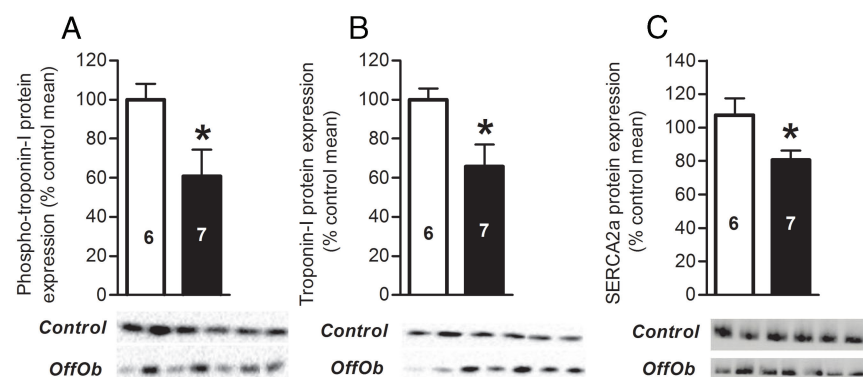 A
Phospho-troponin-I protein
expression (% control mean)
120
100
80
60
40
20
0
*
6
7
Control
OffOb
B
Troponin-I protein expression
(% control mean)
120
100
80
60
40
20
0
*
6
7
Control
OffOb
C
SERCA2a protein expression
(% control mean)
140
120
100
80
60
40
20
0
*
6
7
Control
OffOb